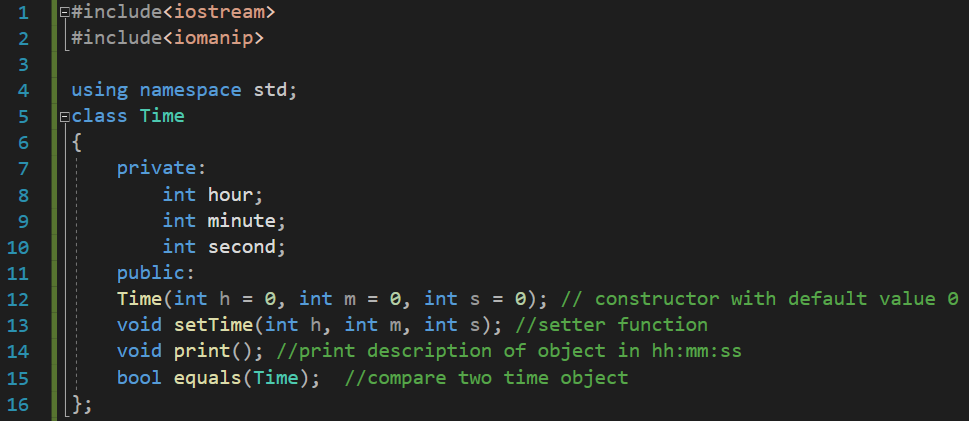 1 #include<iostream>
2 #include<iomanip>
3
4 using namespace std;
5 class Time
6 {
7 private:
8 int hour;
9 int minute;
10 int second;
11 public:
12 Time(int h = 0, int m = 0, int s = 0); // constructor with default value 0
13 void setTime(int h, int m, int s); //setter function
14 void print(); //print description of object in hh:mm:ss
15 bool equals(Time);  //compare two time object
16 };